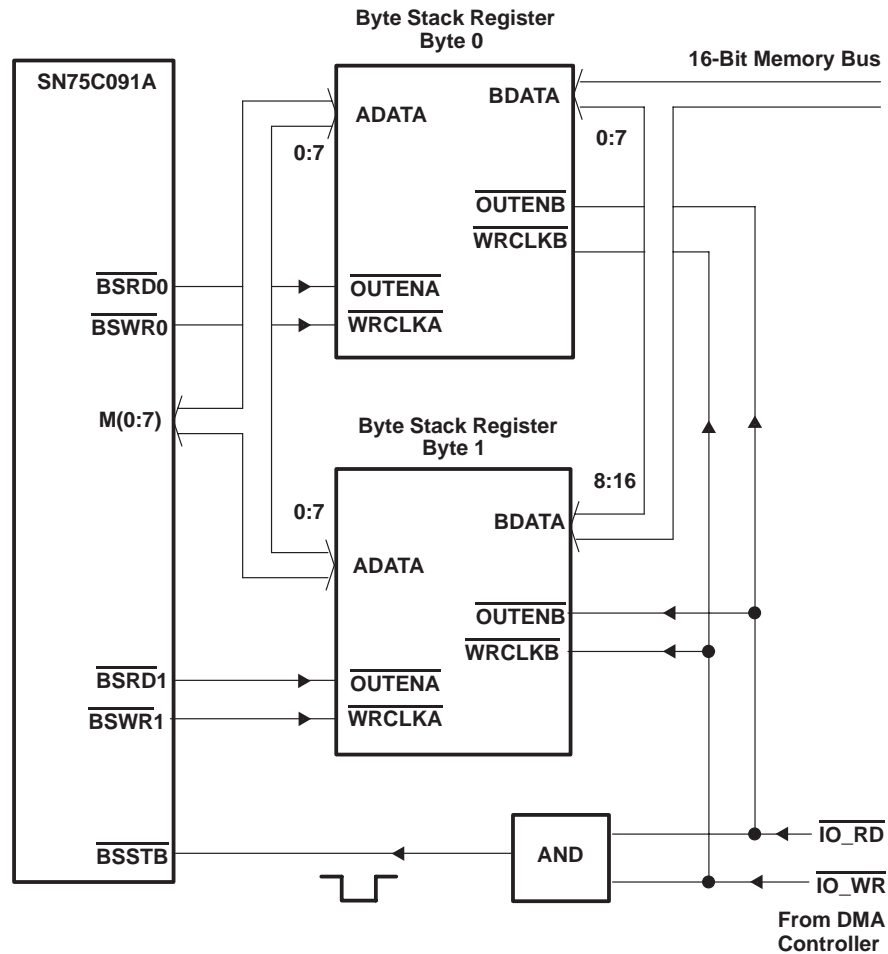 Byte Stack Register
Byte 0
16-Bit Memory Bus
SN75C091A
ADATA
BDATA
0:7
0:7
OUTENB
WRCLKB
BSRD0
OUTENA
BSWR0
WRCLKA
M(0:7)
Byte Stack Register
Byte 1
8:16
0:7
BDATA
ADATA
OUTENB
WRCLKB
BSRD1
OUTENA
BSWR1
WRCLKA
BSSTB
AND
IO_RD
IO_WR
From DMA
Controller